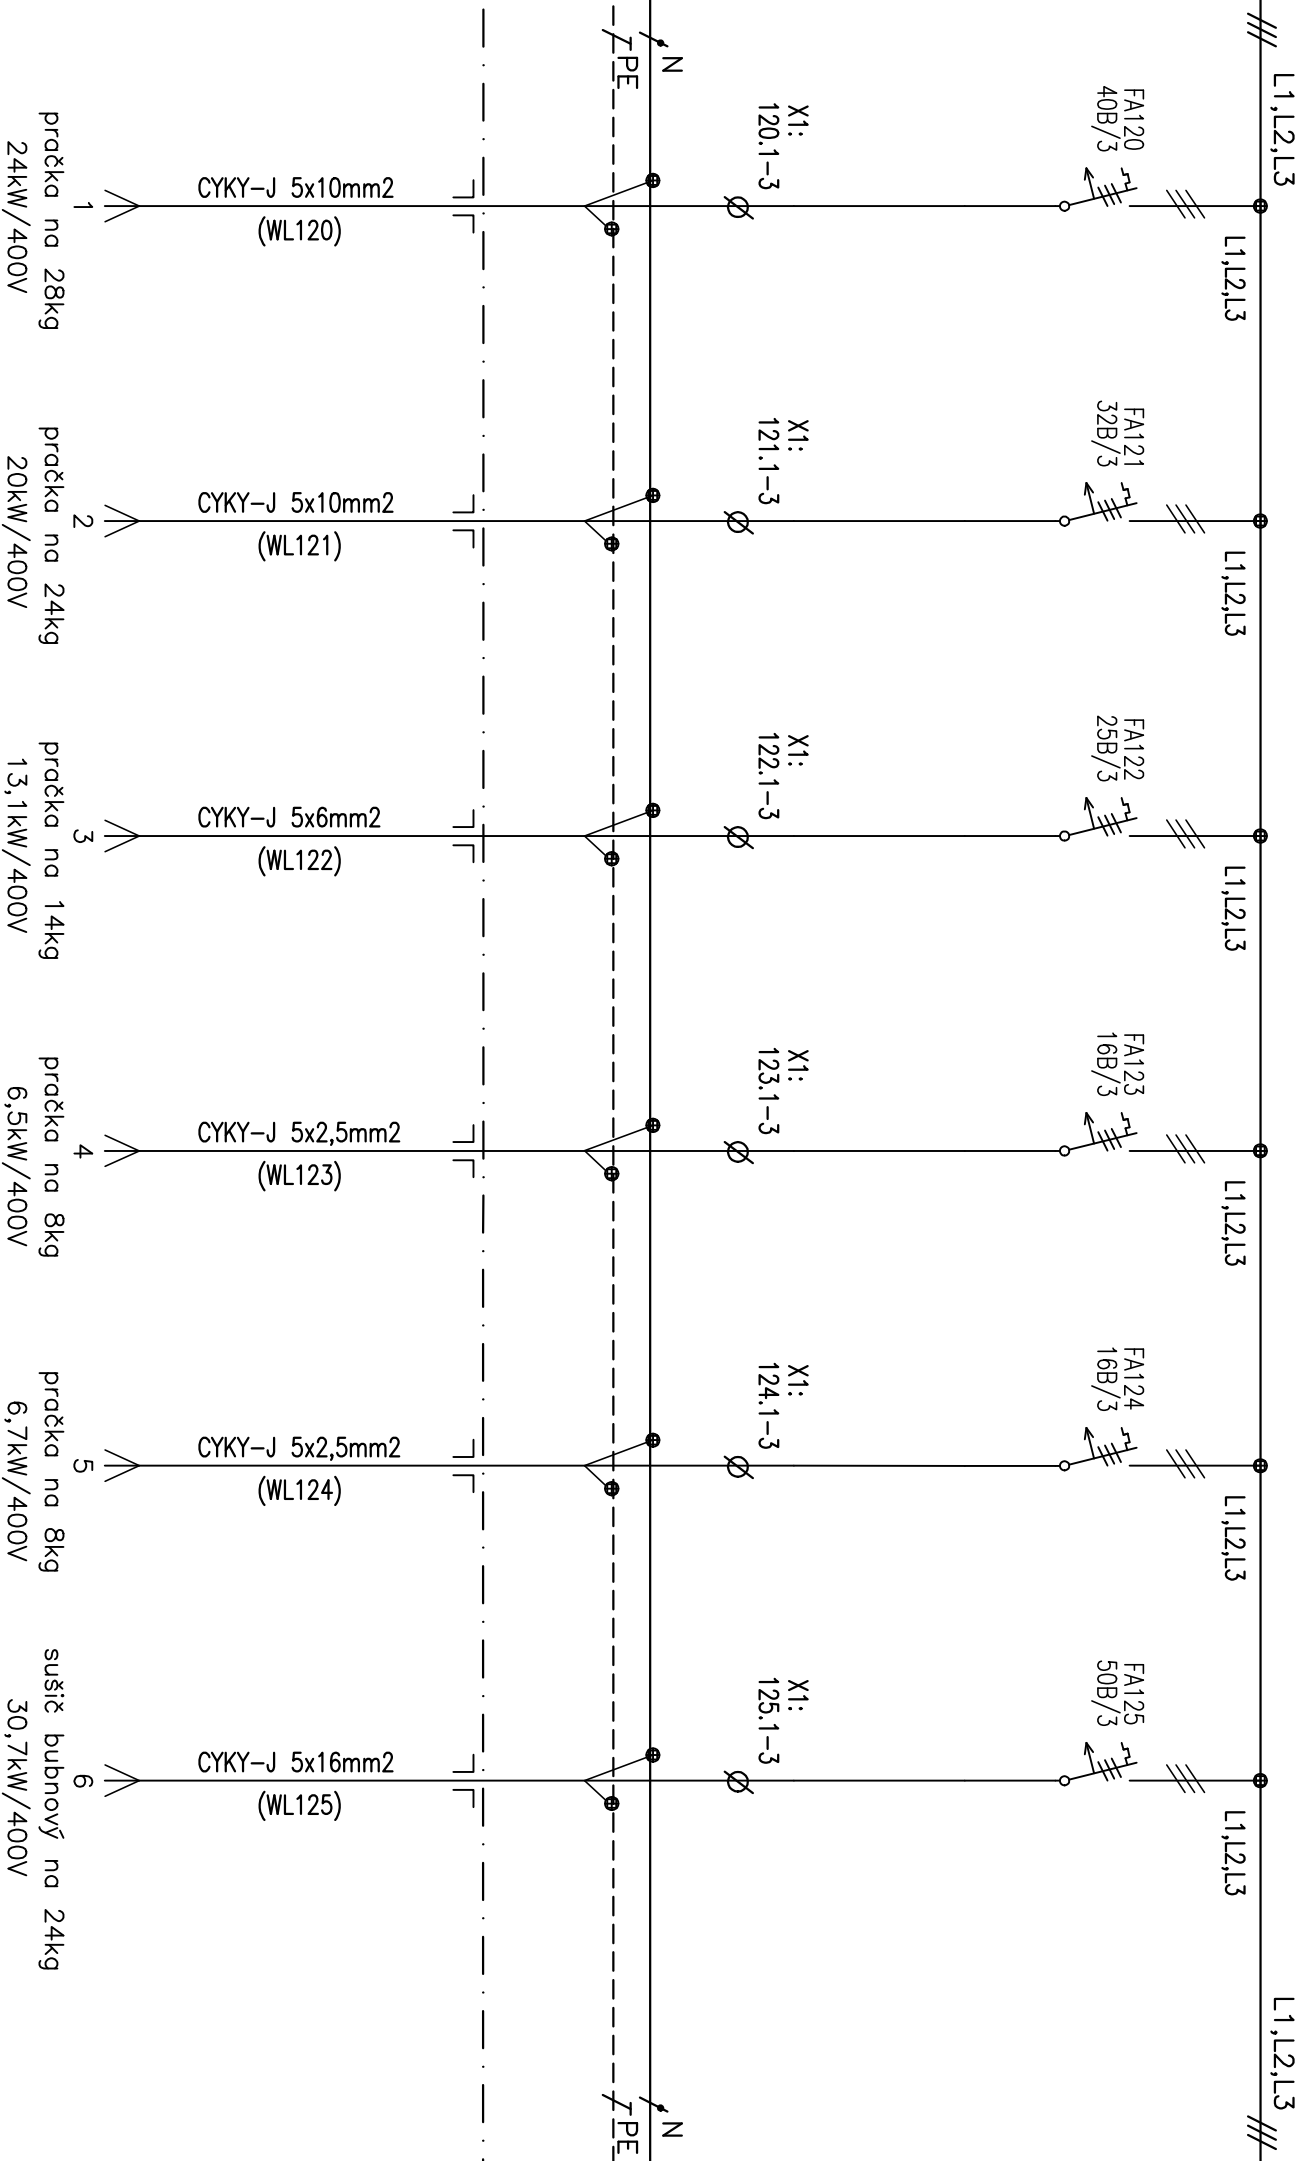 L1,L2,L3
L1,L2,L3
L1,L2,L3
FA120
40B/3
X1:
120.1-3
N
PE
CYKY-J 5x10mm2
(WL120)
1
pračka na 28kg
24kW/400V
L1,L2,L3
FA121
32B/3
X1:
121.1-3
CYKY-J 5x10mm2
(WL121)
2
pračka na 24kg
20kW/400V
L1,L2,L3
FA122
25B/3
X1:
122.1-3
CYKY-J 5x6mm2
(WL122)
3
pračka na 14kg
13,1kW/400V
L1,L2,L3
FA123
16B/3
X1:
123.1-3
CYKY-J 5x2,5mm2
(WL123)
4
pračka na 8kg
6,5kW/400V
L1,L2,L3
FA124
16B/3
X1:
124.1-3
CYKY-J 5x2,5mm2
(WL124)
5
pračka na 8kg
6,7kW/400V
L1,L2,L3
FA125
50B/3
X1:
125.1-3
CYKY-J 5x16mm2
(WL125)
6
sušič bubnový na 24kg
30,7kW/400V
N
PE